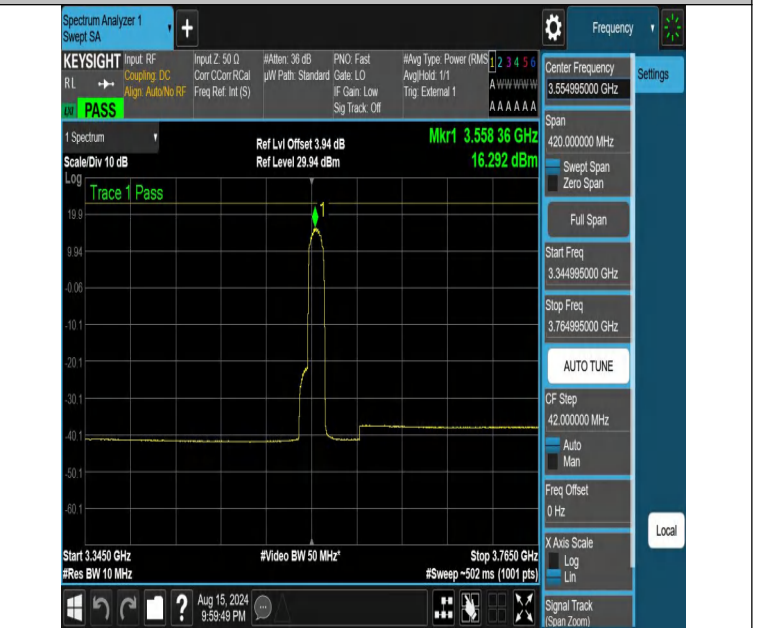 Spectrum Analyzer 1
Swept SA
+
Frequency
KEYSIGHT
RL
PASS
Input: RF
Coupling: DC
Align: Auto/No RF
Input Z: 50 Ω
Corr CCorr RCal
Freq Ref: Int (S)
#Atten: 36 dB
µW Path: Standard
PNO: Fast
Gate: LO
IF Gain: Low
Sig Track: Off
#Avg Type: Power (RMS
Avg|Hold: 1/1
Trig: External 1
1 2 3 4 5 6
A W W W W W
A A A A A A
Center Frequency
3.554995000 GHz
Settings
1 Spectrum
Ref Lvl Offset 3.94 dB
Mkr1 3.558 36 GHz
Scale/Div 10 dB
Ref Level 29.94 dBm
16.292 dBm
Span
420.000000 MHz
Swept Span
Zero Span
Log
Trace 1 Pass
1
19.9
9.94
-0.06
-10.1
-20.1
-30.1
-40.1
-50.1
-60.1
Full Span
Start Freq
3.344995000 GHz
Stop Freq
3.764995000 GHz
AUTO TUNE
CF Step
42.000000 MHz
Auto
Man
Freq Offset
0 Hz
Local
X Axis Scale
Log
Lin
Signal Track
(Span Zoom)
Start 3.3450 GHz
#Video BW 50 MHz*
Stop 3.7650 GHz
#Res BW 10 MHz
#Sweep ~502 ms (1001 pts)
?
Aug 15, 2024
9:59:49 PM